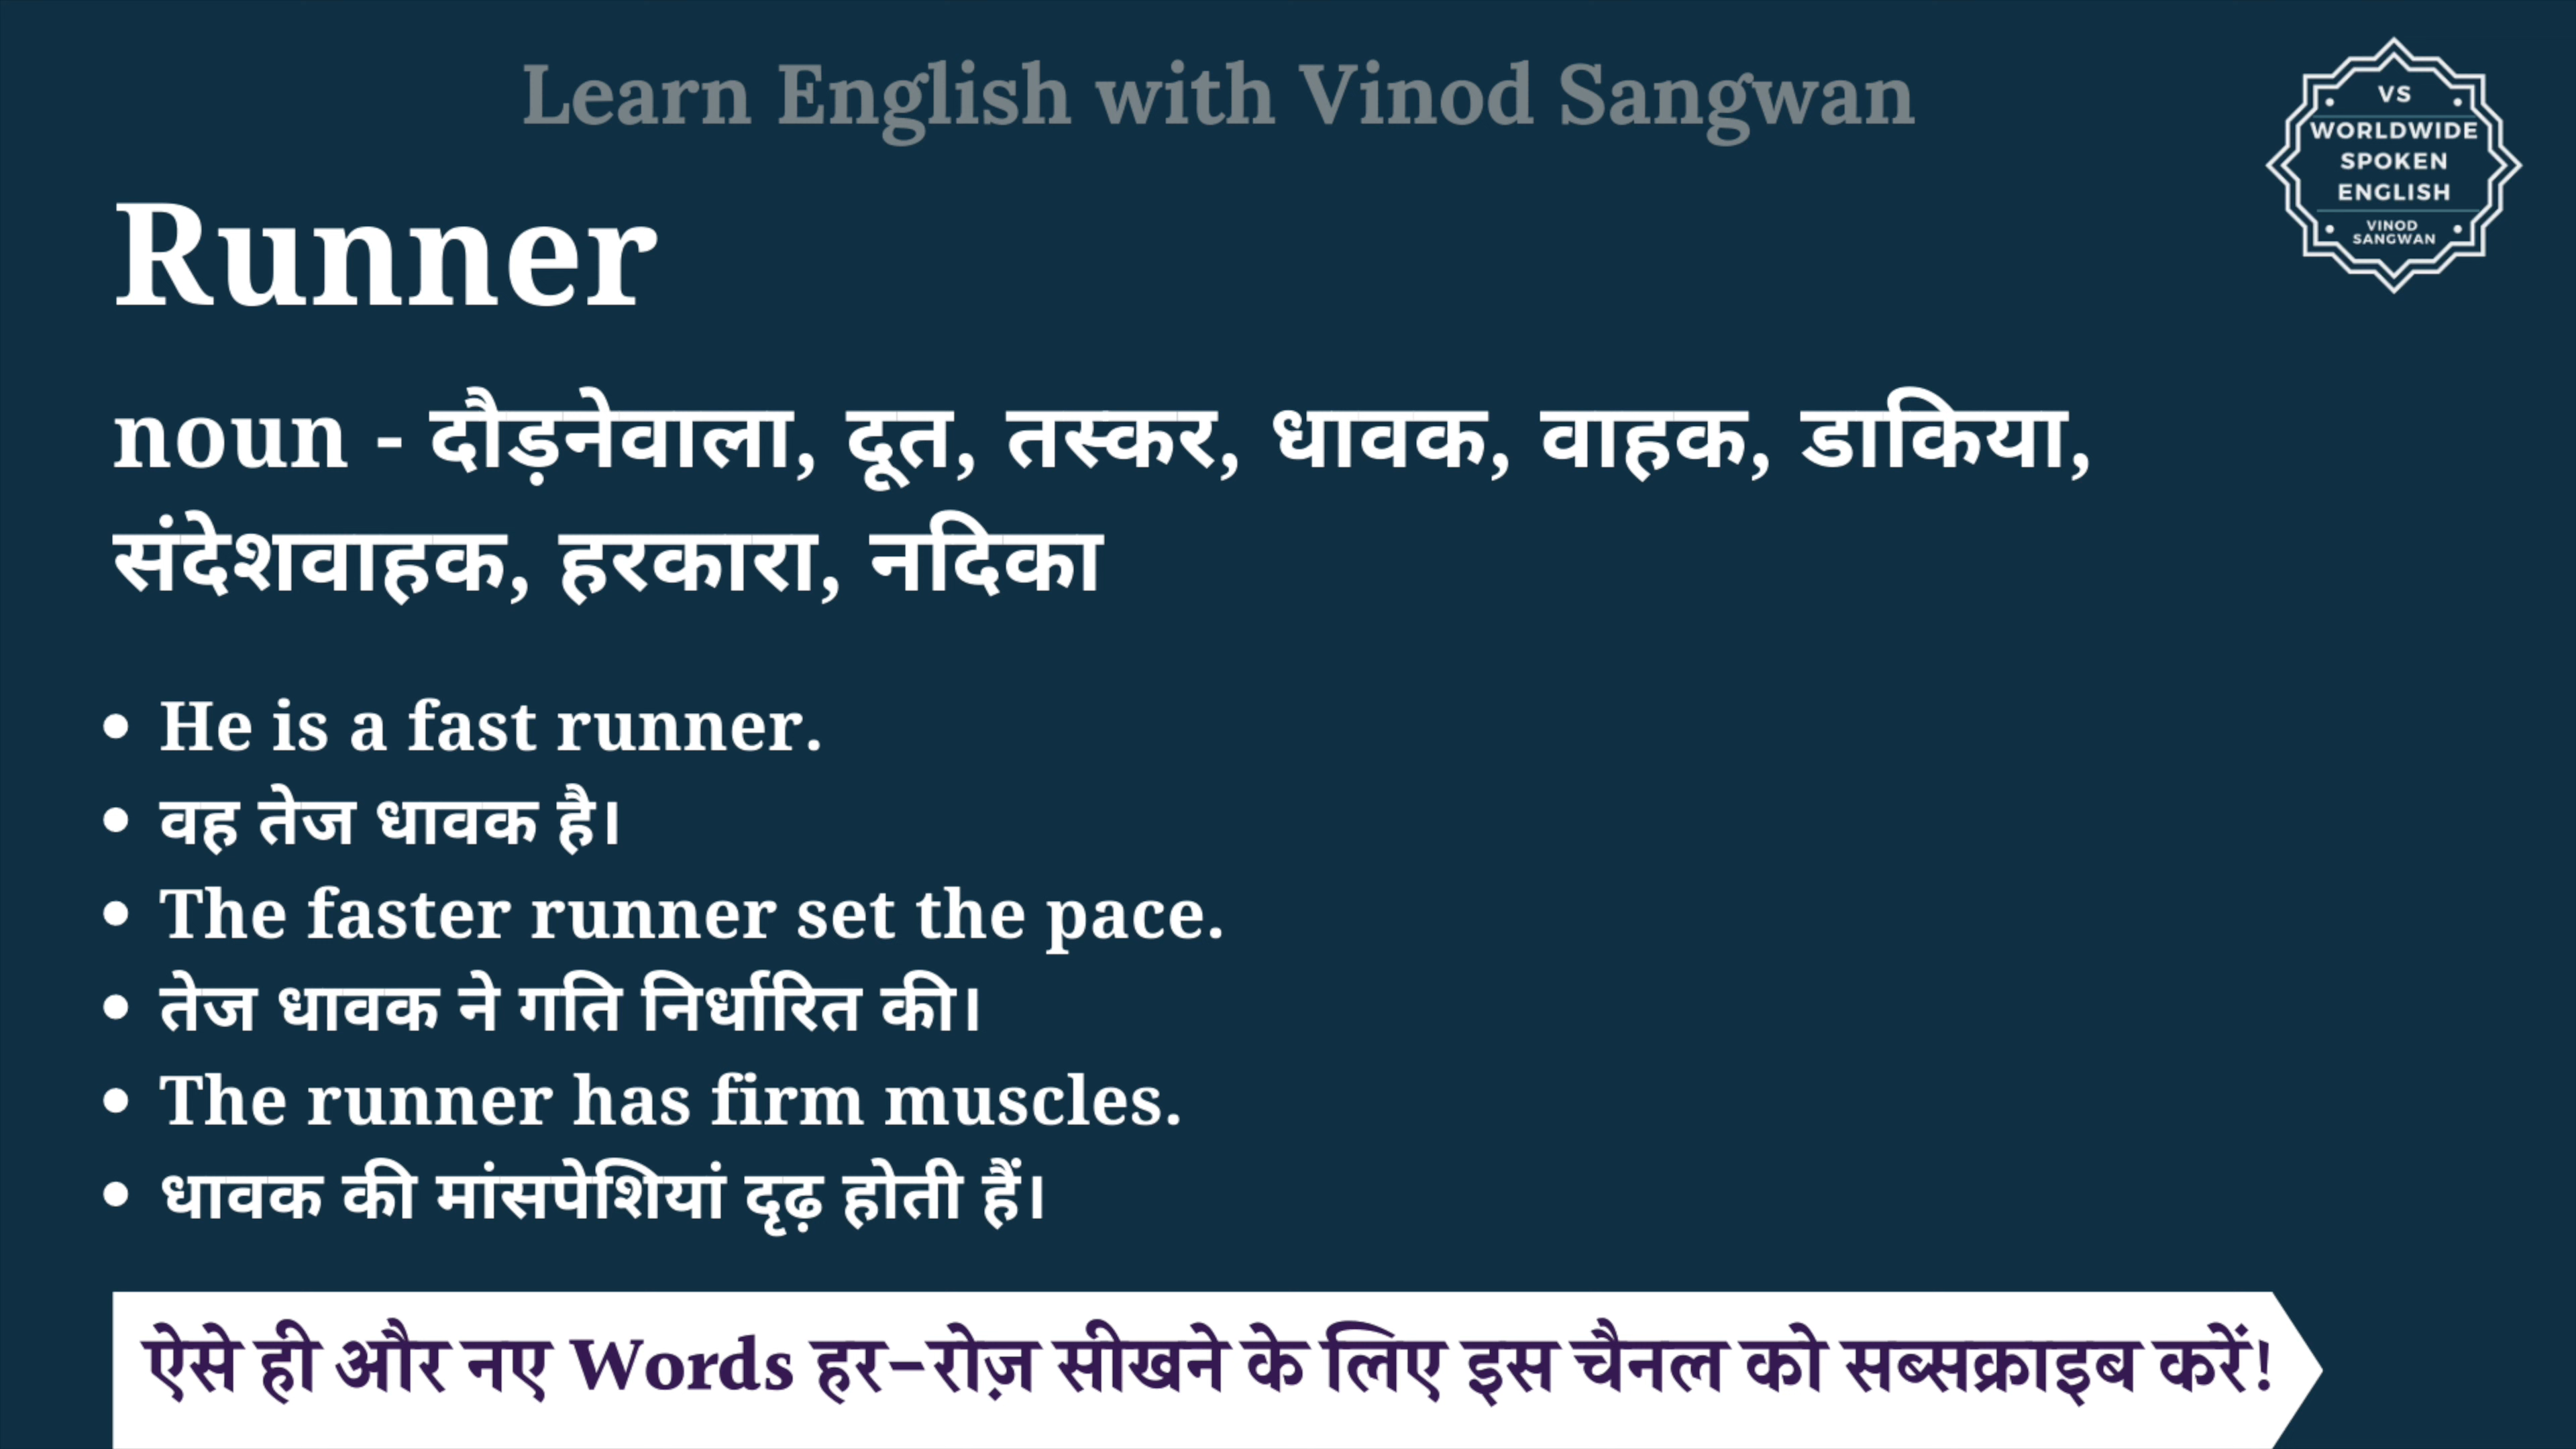 Learn English with Vinod Sangwan
VS
WORLDWIDE
SPOKEN
ENGLISH
VINOD
SANGWAN
Runner
noun - दौड़नेवाला, दूत, तस्कर, धावक, वाहक, डाकिया,
संदेशवाहक, हरकारा, नदिका
• He is a fast runner.
• वह तेज धावक है।
• The faster runner set the pace.
• तेज धावक ने गति निर्धारित की।
• The runner has firm muscles.
• धावक की मांसपेशियां दृढ़ होती हैं।
ऐसे ही और नए Words हर-रोज़ सीखने के लिए इस चैनल को सब्सक्राइब करें!